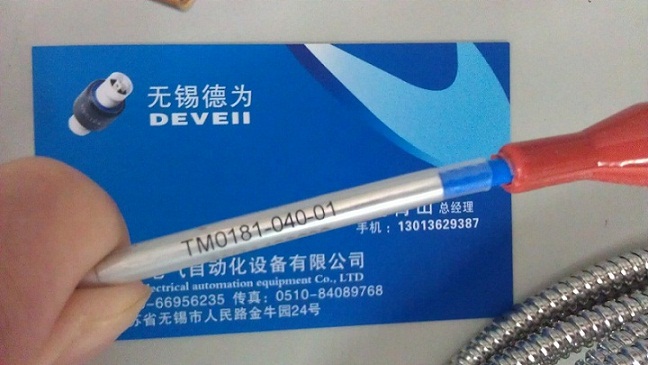 无锡德为
DEVEII
TM0181-040-01
山 总经理
手机：13013629387
气自动化设备有限公司
electrical automation equipment Co., LTD
-66956235 传真：0510-84089768
省无锡市人民路金牛园24号